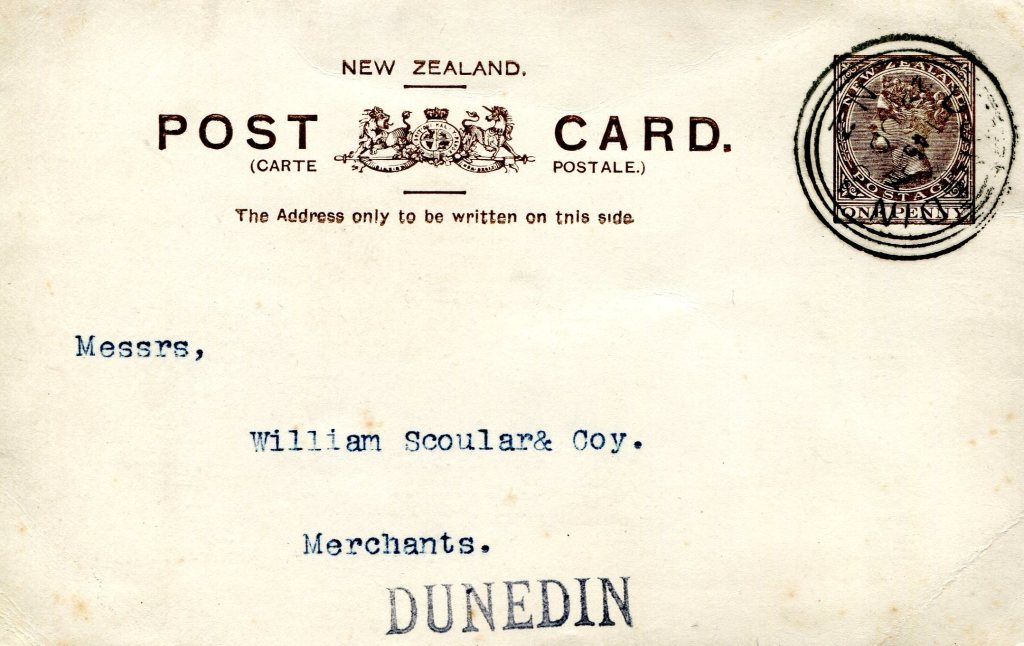 NEW ZEALAND.
POST CARD.
(CARTE POSTALE.)
The Address only to be written on this side
NEW ZEALAND
POSTAGE
ONE PENNY
Messrs,
William Scoular& Coy.
Merchants.
DUNEDIN